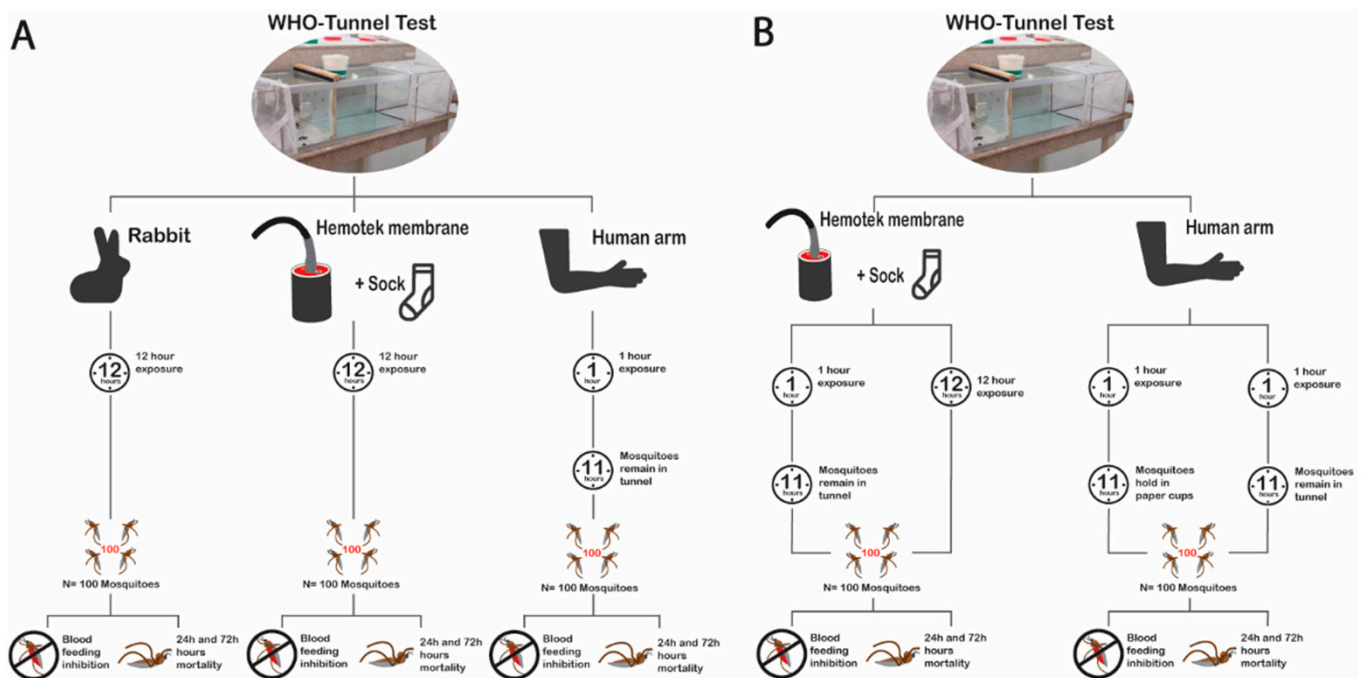 A
WHO-Tunnel Test
Rabbit
Hemotek membrane
+ Sock
Human arm
12
hours
12 hour
exposure
12
hours
12 hour
exposure
1
hour
1 hour
exposure
11
hours
Mosquitoes
remain in
tunnel
100
N= 100 Mosquitoes
100
N= 100 Mosquitoes
100
N= 100 Mosquitoes
Blood
feeding
inhibition
24h and 72h
hours
mortality
Blood
feeding
inhibition
24h and 72h
hours
mortality
Blood
feeding
inhibition
24h and 72h
hours
mortality
B
WHO-Tunnel Test
Hemotek membrane
+ Sock
Human arm
1
hour
1 hour
exposure
12
hours
12 hour
exposure
1
hour
1 hour
exposure
1
hour
1 hour
exposure
11
hours
Mosquitoes
remain in
tunnel
11
hours
Mosquitoes
hold in
paper cups
11
hours
Mosquitoes
remain in
tunnel
100
N= 100 Mosquitoes
100
N= 100 Mosquitoes
Blood
feeding
inhibition
24h and 72h
hours
mortality
Blood
feeding
inhibition
24h and 72h
hours
mortality